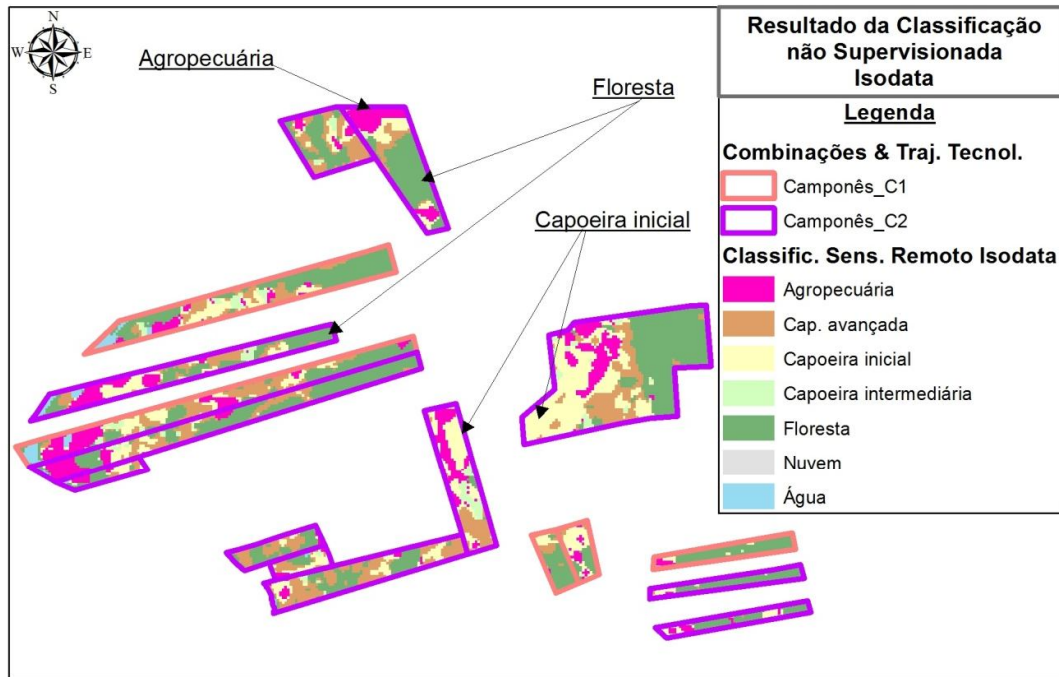 N
W
E
S
Agropecuária
Floresta
Capoeira inicial
Resultado da Classificação
não Supervisionada
Isodata
Legenda
Combinações & Traj. Tecnol.
Camponês_C1
Camponês_C2
Classific. Sens. Remoto Isodata
Agropecuária
Cap. avançada
Capoeira inicial
Capoeira intermediária
Floresta
Nuvem
Água